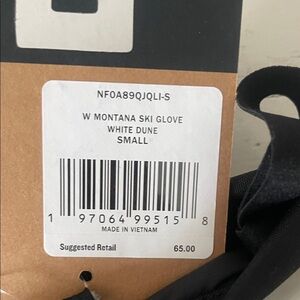 NF0A89QJQLI-S
W MONTANA SKI GLOVE
WHITE DUNE
SMALL
1 97064 99515 8
MADE IN VIETNAM
Suggested Retail 65.00